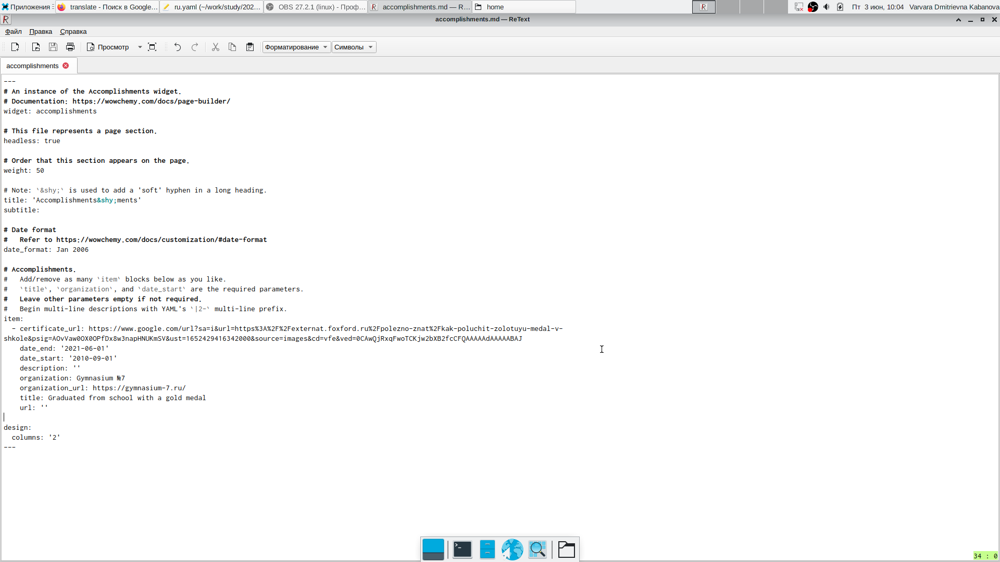 Приложения
translate - Поиск в Google...
ru.yaml (~/work/study/202...
OBS 27.2.1 (linux) - Проф...
accomplishments.md — R...
home
Пт 3 июн, 10:04
Varvara Dmitrievna Kabanova
accomplishments.md — ReText
Файл Правка Справка
Просмотр Форматирование Символы
accomplishments
---
# An instance of the Accomplishments widget.
# Documentation: https://wowchemy.com/docs/page-builder/
widget: accomplishments
# This file represents a page section.
headless: true
# Order that this section appears on the page.
weight: 50
# Note: `&shy;` is used to add a 'soft' hyphen in a long heading.
title: 'Accomplishments&shy;ments'
subtitle:
# Date format
#   Refer to https://wowchemy.com/docs/customization/#date-format
date_format: Jan 2006
# Accomplishments.
#   Add/remove as many `item` blocks below as you like.
#   `title`, `organization`, and `date_start` are the required parameters.
#   Leave other parameters empty if not required.
#   Begin multi-line descriptions with YAML's `|2-` multi-line prefix.
item:
  - certificate_url: https://www.google.com/url?sa=i&url=https%3A%2F%2Fexternat.foxford.ru%2Fpolezno-znat%2Fkak-poluchit-zolotuyu-medal-v-
shkole&psig=AOvVaw0OX0OPfDx8w3napHNUKmSV&ust=1652429416342000&source=images&cd=vfe&ved=0CAwQjRxqFwoTCKjw2bXB2fcCFQAAAAAdAAAAABAJ
    date_end: '2021-06-01'
    date_start: '2010-09-01'
    description: ''
    organization: Gymnasium №7
    organization_url: https://gymnasium-7.ru/
    title: Graduated from school with a gold medal
    url: ''
design:
  columns: '2'
---
34 : 0